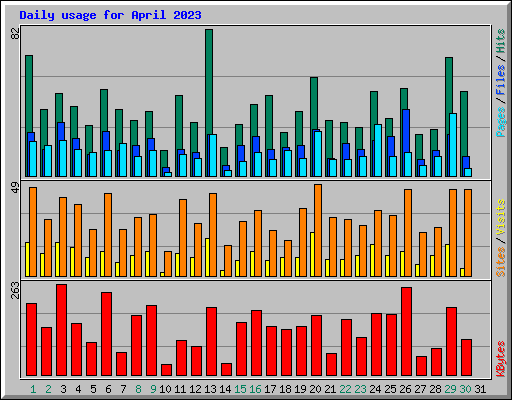 Daily usage for April 2023
82
Pages / Files / Hits
49
Sites / Visits
263
KBytes
1 2 3 4 5 6 7 8 9 10 11 12 13 14 15 16 17 18 19 20 21 22 23 24 25 26 27 28 29 30 31